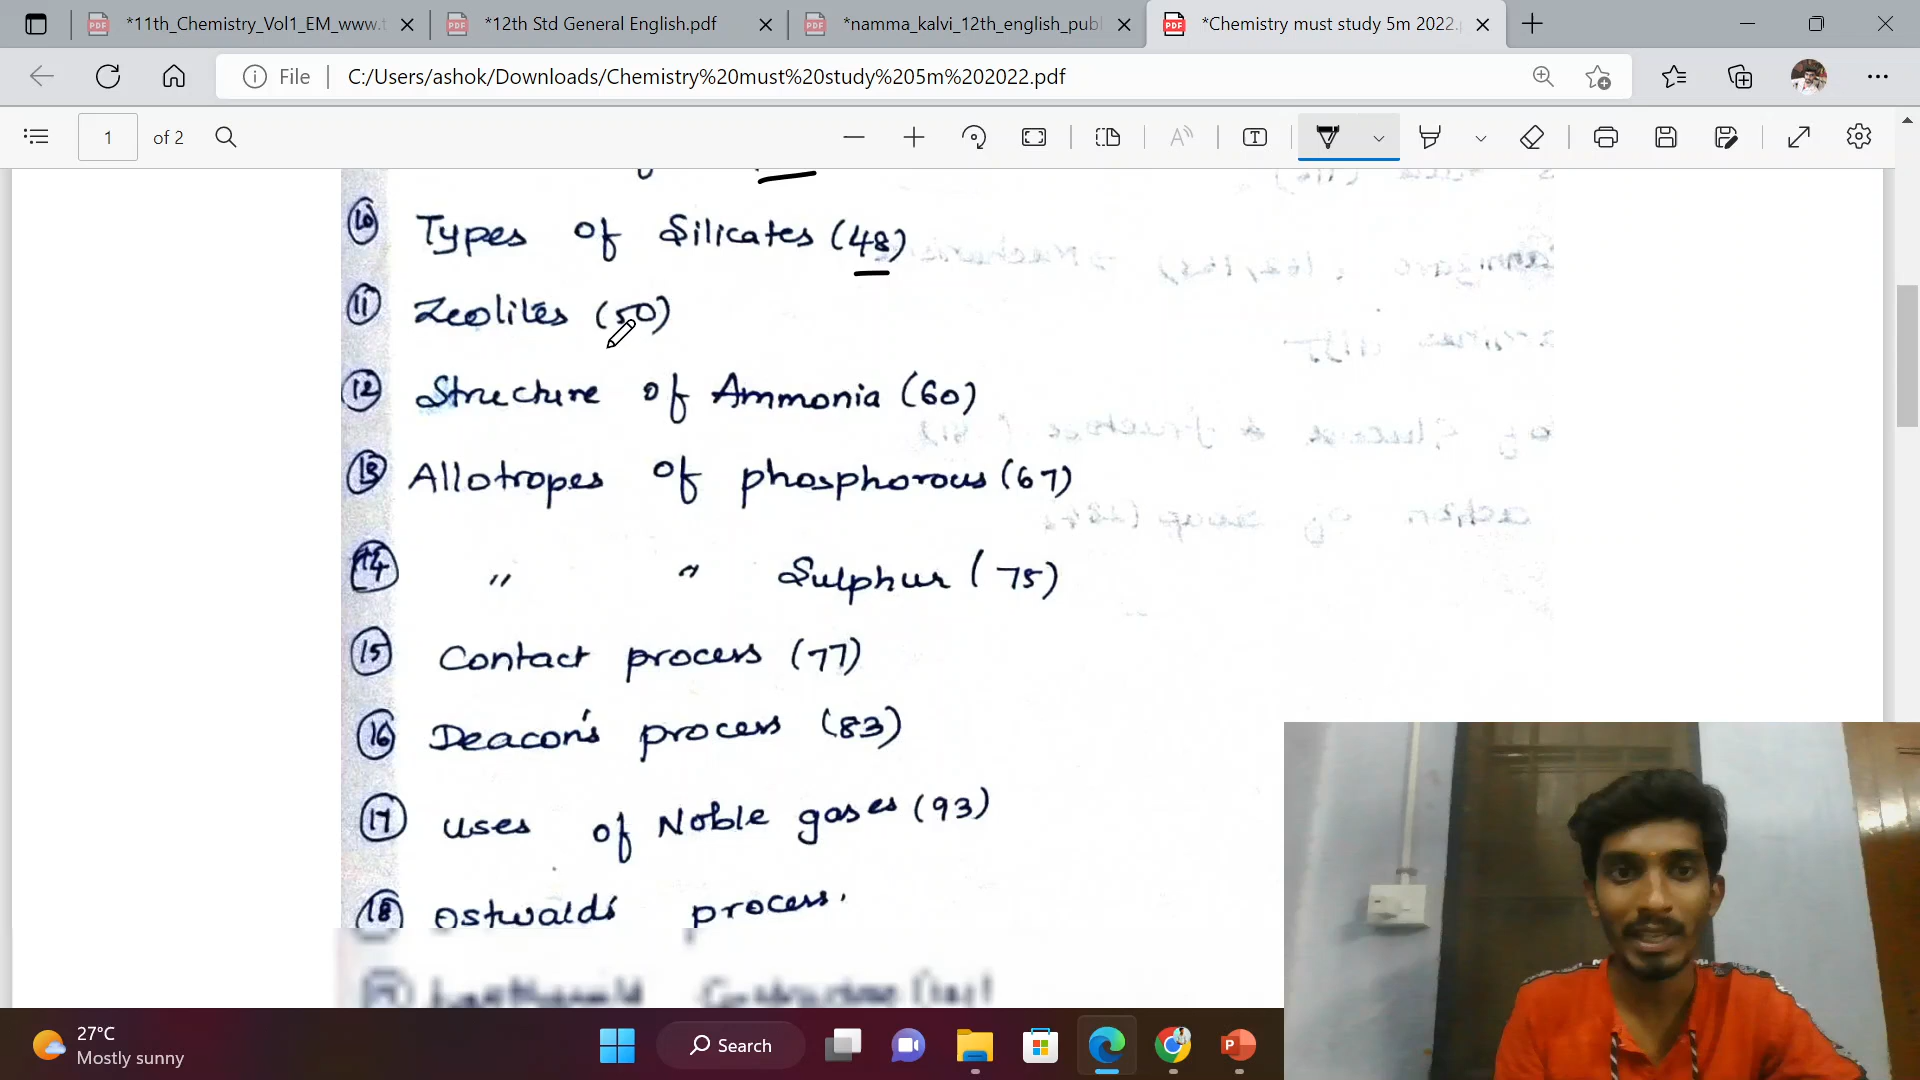 *11th_Chemistry_Vol1_EM_www.t
*12th Std General English.pdf
*namma_kalvi_12th_english_publ
*Chemistry must study 5m 2022.
File
C:/Users/ashok/Downloads/Chemistry%20must%20study%205m%202022.pdf
1 of 2
10 Types of Silicates (48)
11 Zeolites (50)
12 Structure of Ammonia (60)
13 Allotropes of phosphorous (67)
14 " " Sulphur (75)
15 Contact process (77)
16 Deacon's process (83)
17 Uses of Noble gases (93)
18 Ostwald's process.
27°C
Mostly sunny
Search